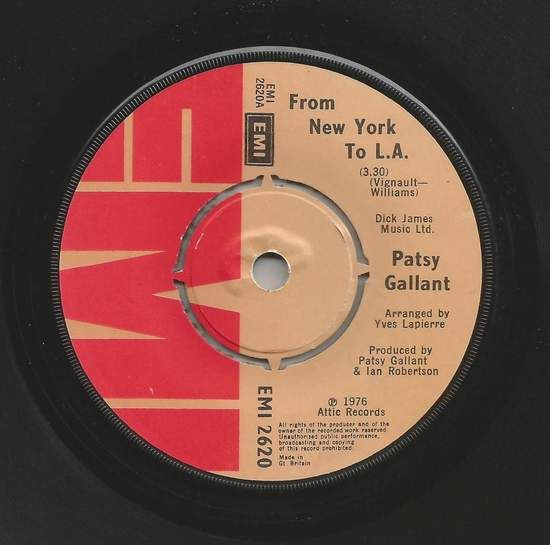 EMI
2620A
EMI
From
New York
To L.A.
(3.30)
(Vignault—
Williams)
Dick James
Music Ltd.
Patsy
Gallant
Arranged by
Yves Lapierre
Produced by
Patsy Gallant
& Ian Robertson
℗ 1976
Attic Records
All rights of the producer and of the
owner of the recorded work reserved.
Unauthorised public performance,
broadcasting and copying
of this record prohibited.
Made in
Gt Britain
EMI 2620
EMI